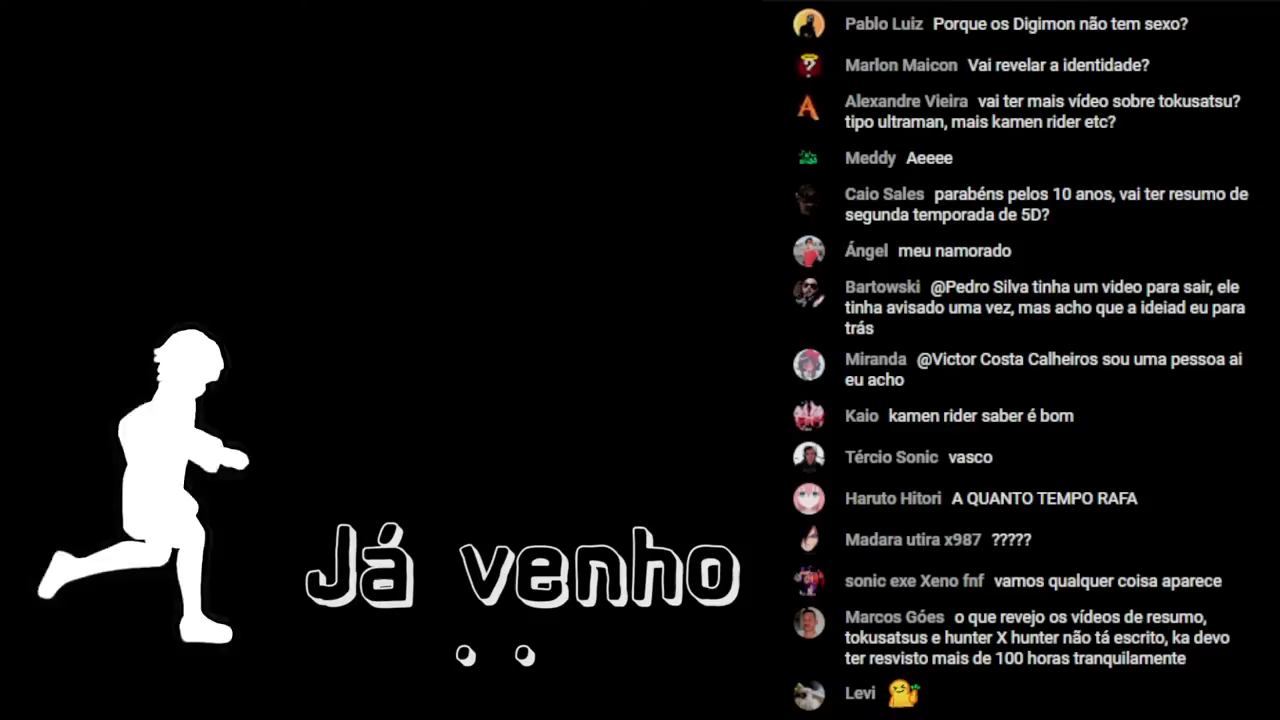 Pablo Luiz Porque os Digimon não tem sexo?
Marlon Maicon Vai revelar a identidade?
Alexandre Vieira vai ter mais vídeo sobre tokusatsu?
tipo ultraman, mais kamen rider etc?
Meddy Aeeee
Caio Sales parabéns pelos 10 anos, vai ter resumo de
segunda temporada de 5D?
Ángel meu namorado
Bartowski @Pedro Silva tinha um video para sair, ele
tinha avisado uma vez, mas acho que a ideiad eu para
trás
Miranda @Victor Costa Calheiros sou uma pessoa ai
eu acho
Kaio kamen rider saber é bom
Tércio Sonic vasco
Haruto Hitori A QUANTO TEMPO RAFA
Madara utira x987 ?????
sonic exe Xeno fnf vamos qualquer coisa aparece
Marcos Góes o que revejo os vídeos de resumo,
tokusatsus e hunter X hunter não tá escrito, ka devo
ter resvisto mais de 100 horas tranquilamente
Levi
Já venho
..